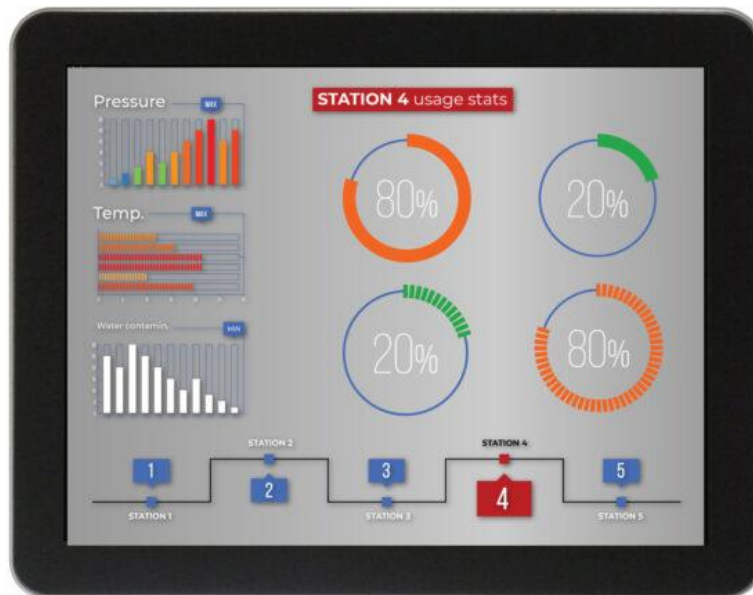 Pressure
MAX
STATION 4 usage stats
80%
20%
Temp.
MAX
20%
80%
Water contamin.
MIN
STATION 2
STATION 4
1
2
3
4
5
STATION 1
STATION 3
STATION 5